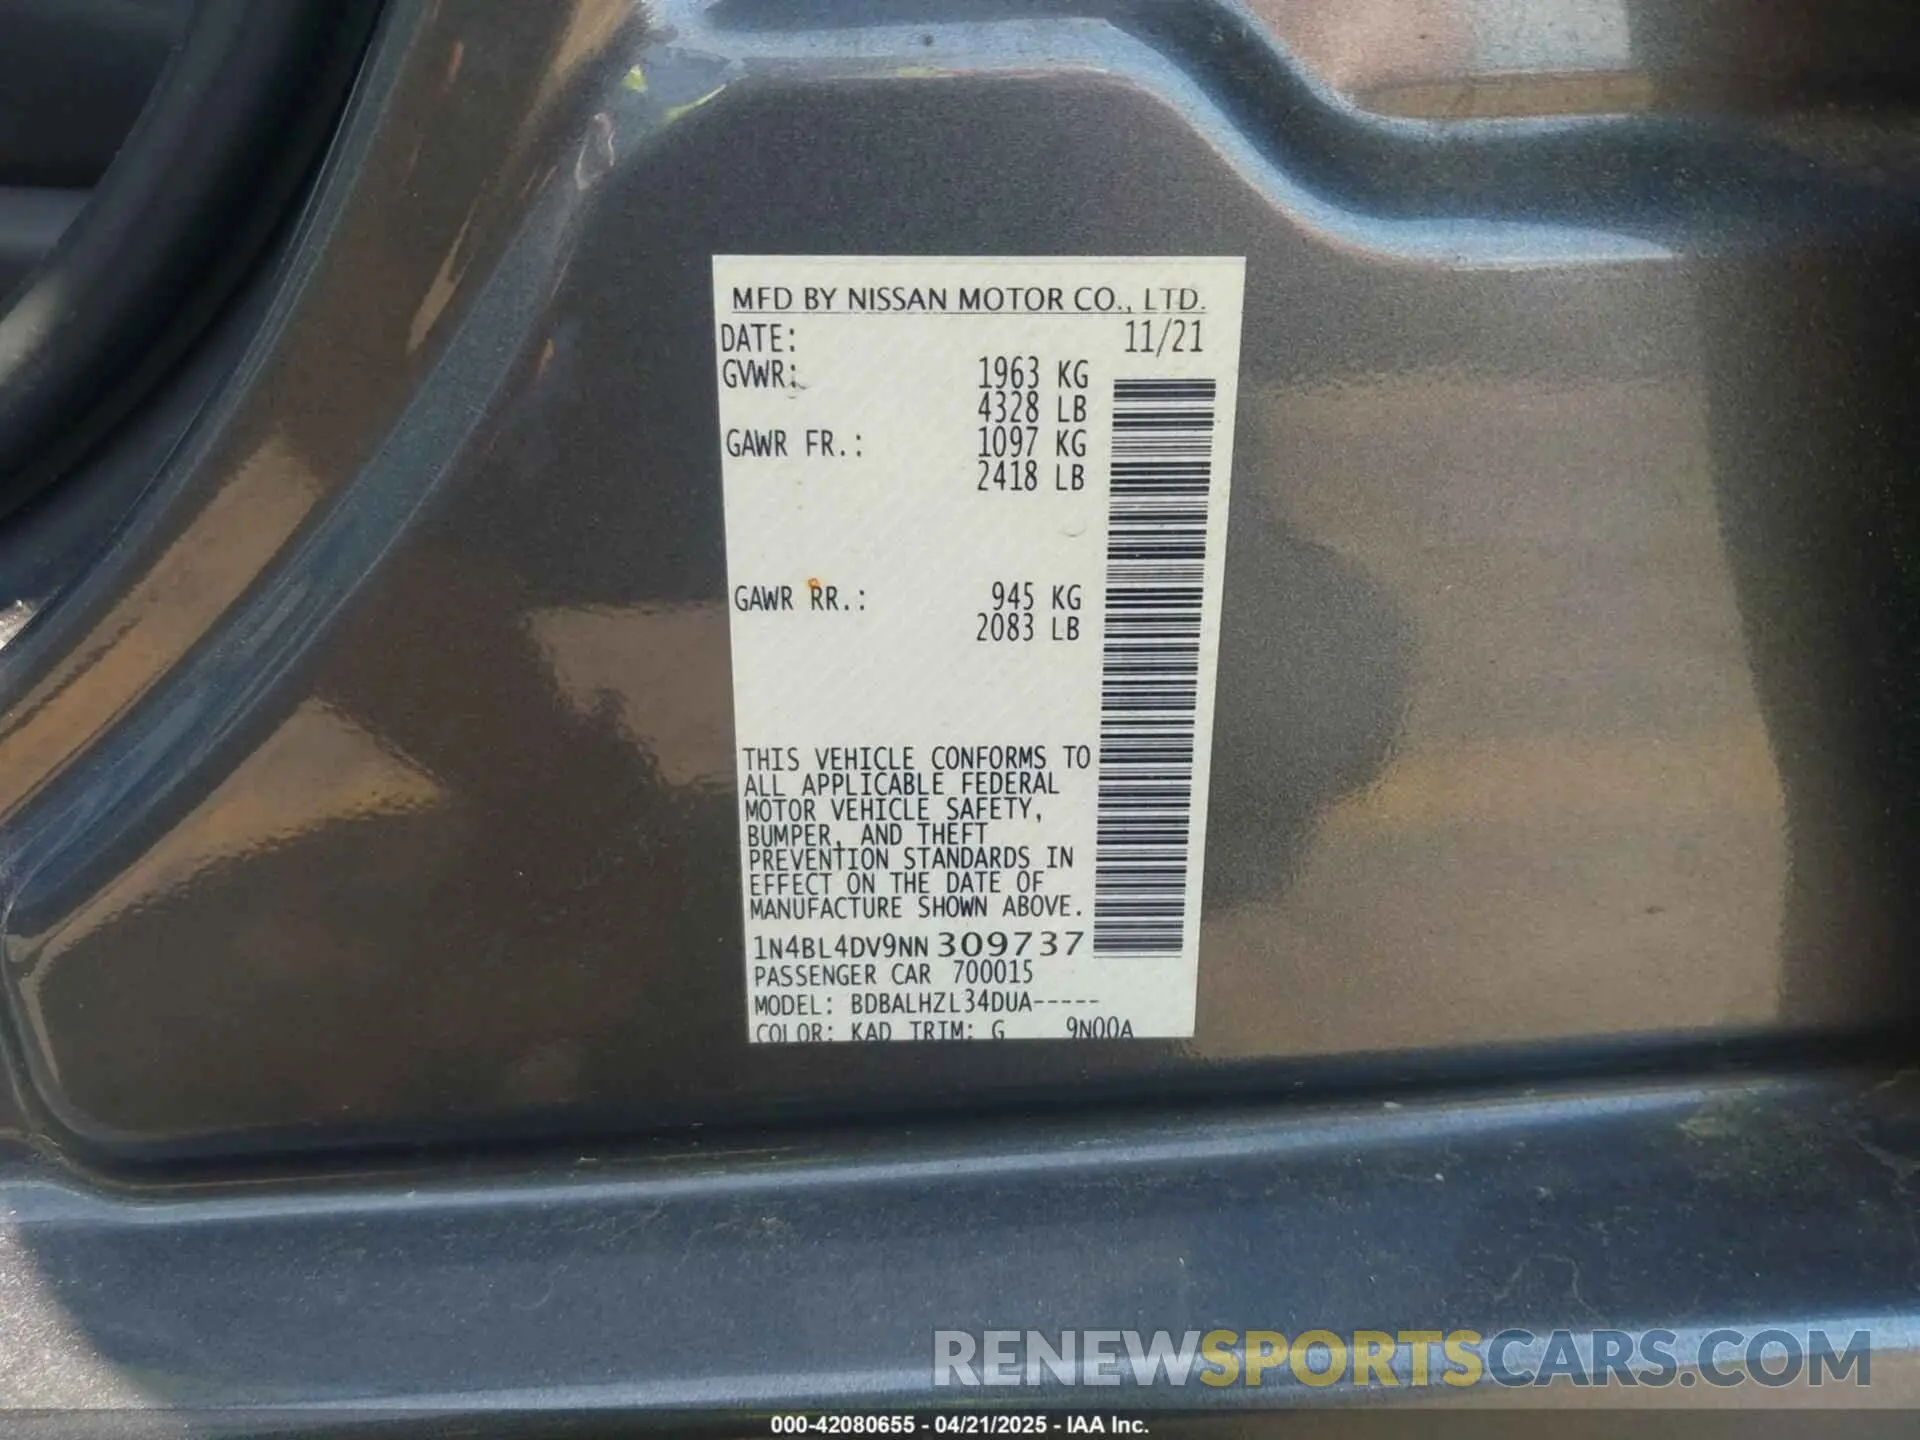 MFD BY NISSAN MOTOR CO., LTD.
DATE: 11/21
GVWR: 1963 KG
4328 LB
GAWR FR.: 1097 KG
2418 LB
GAWR RR.: 945 KG
2083 LB
THIS VEHICLE CONFORMS TO
ALL APPLICABLE FEDERAL
MOTOR VEHICLE SAFETY,
BUMPER, AND THEFT
PREVENTION STANDARDS IN
EFFECT ON THE DATE OF
MANUFACTURE SHOWN ABOVE.
1N4BL4DV9NN309737
PASSENGER CAR 700015
MODEL: BDBALHZL34DUA-----
COLOR: KAD TRIM: G 9N00A
RENEWSPORTSCARS.COM
000-42080655 - 04/21/2025 - IAA Inc.